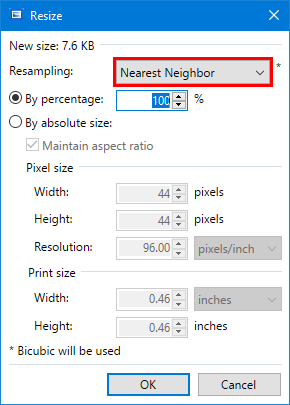 Resize
New size: 7.6 KB
Resampling: Nearest Neighbor *
By percentage: 100 %
By absolute size:
Maintain aspect ratio
Pixel size
Width: 44 pixels
Height: 44 pixels
Resolution: 96.00 pixels/inch
Print size
Width: 0.46 inches
Height: 0.46 inches
* Bicubic will be used
OK Cancel